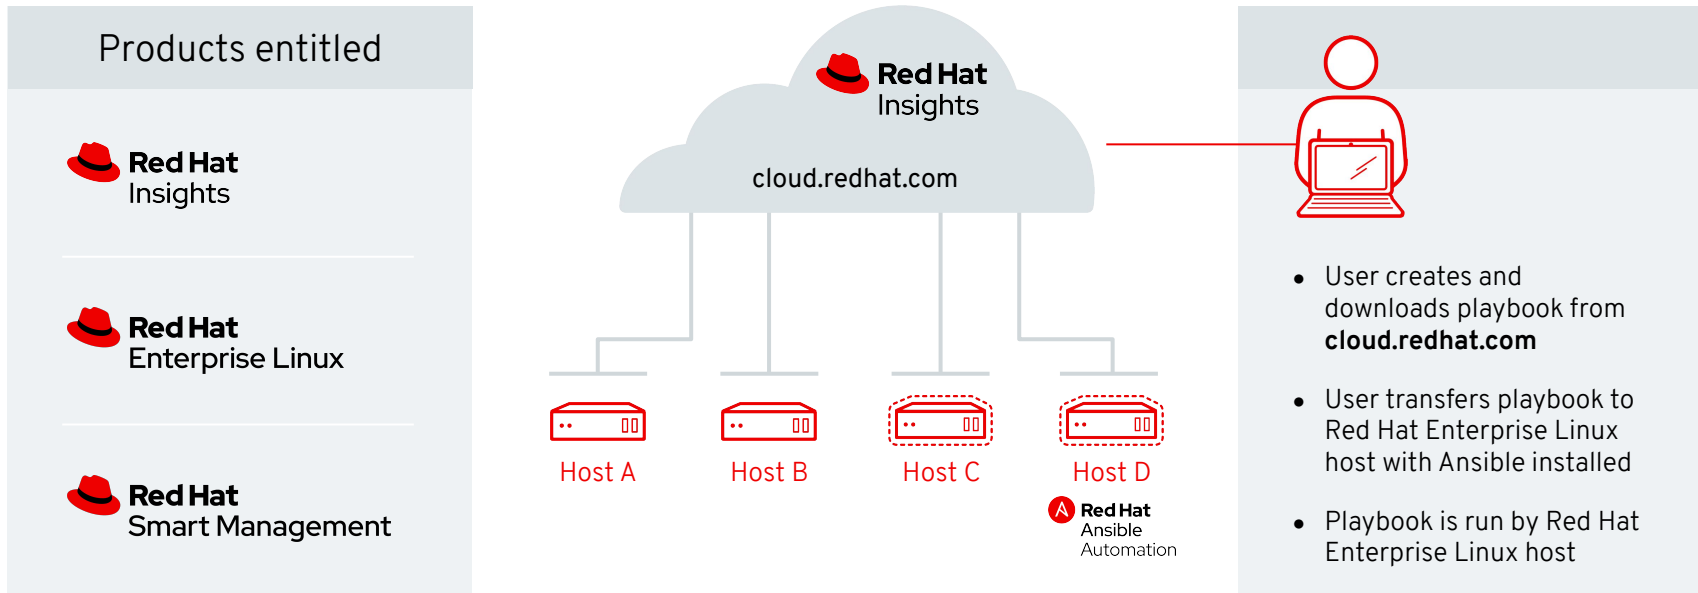 Products entitled
Red Hat
Insights
Red Hat
Enterprise Linux
Red Hat
Smart Management
Red Hat
Insights
cloud.redhat.com
Host A
Host B
Host C
Host D
Red Hat
Ansible
Automation
• User creates and
downloads playbook from
cloud.redhat.com
• User transfers playbook to
Red Hat Enterprise Linux
host with Ansible installed
• Playbook is run by Red Hat
Enterprise Linux host